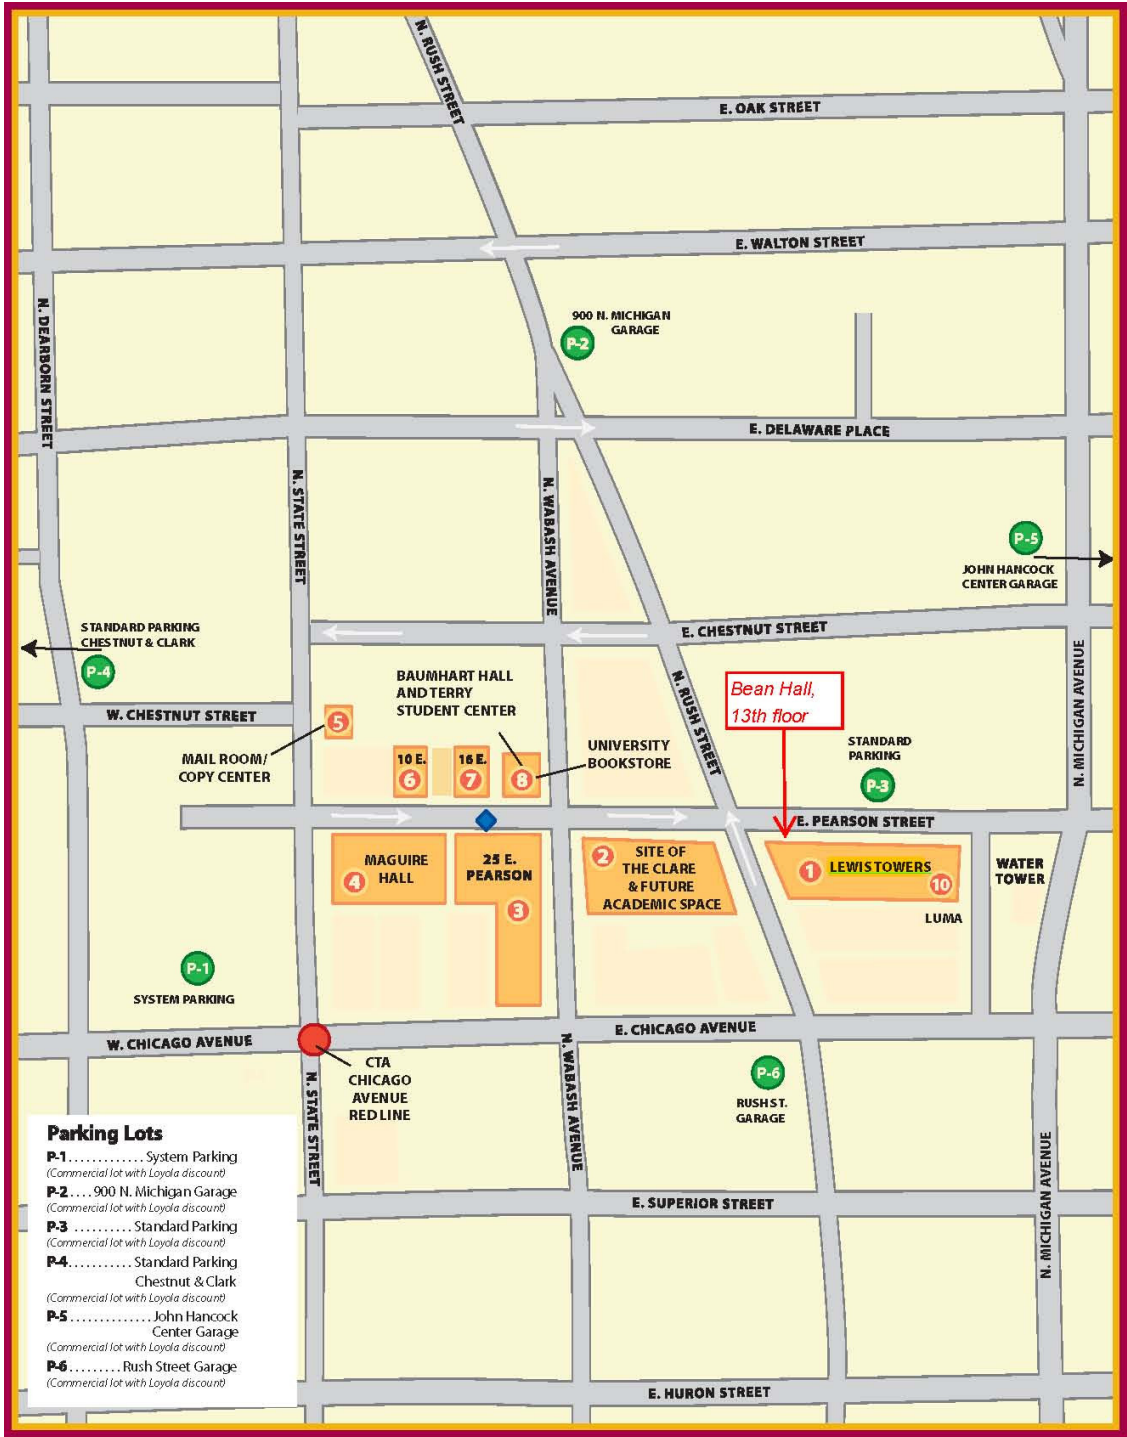 N. RUSH STREET
E. OAK STREET
E. WALTON STREET
N. DEARBORN STREET
900 N. MICHIGAN
GARAGE
P-2
E. DELAWARE PLACE
N. STATE STREET
N. WABASH AVENUE
P-5
JOHN HANCOCK
CENTER GARAGE
STANDARD PARKING
CHESTNUT & CLARK
P-4
E. CHESTNUT STREET
N. MICHIGAN AVENUE
BAUMHART HALL
AND TERRY
STUDENT CENTER
N. RUSH STREET
Bean Hall,
13th floor
W. CHESTNUT STREET
5
MAIL ROOM/
COPY CENTER
10 E.
6
16 E.
7
8
UNIVERSITY
BOOKSTORE
STANDARD
PARKING
P-3
E. PEARSON STREET
MAGUIRE
HALL
4
25 E.
PEARSON
3
2
SITE OF
THE CLARE
& FUTURE
ACADEMIC SPACE
1
LEWIS TOWERS
10
LUMA
WATER
TOWER
P-1
SYSTEM PARKING
W. CHICAGO AVENUE
E. CHICAGO AVENUE
CTA
CHICAGO
AVENUE
RED LINE
N. STATE STREET
N. WABASH AVENUE
P-6
RUSH ST.
GARAGE
N. MICHIGAN AVENUE
E. SUPERIOR STREET
E. HURON STREET
Parking Lots
P-1............. System Parking
(Commercial lot with Loyola discount)
P-2.... 900 N. Michigan Garage
(Commercial lot with Loyola discount)
P-3 .......... Standard Parking
(Commercial lot with Loyola discount)
P-4........... Standard Parking
Chestnut & Clark
(Commercial lot with Loyola discount)
P-5..............John Hancock
Center Garage
(Commercial lot with Loyola discount)
P-6......... Rush Street Garage
(Commercial lot with Loyola discount)